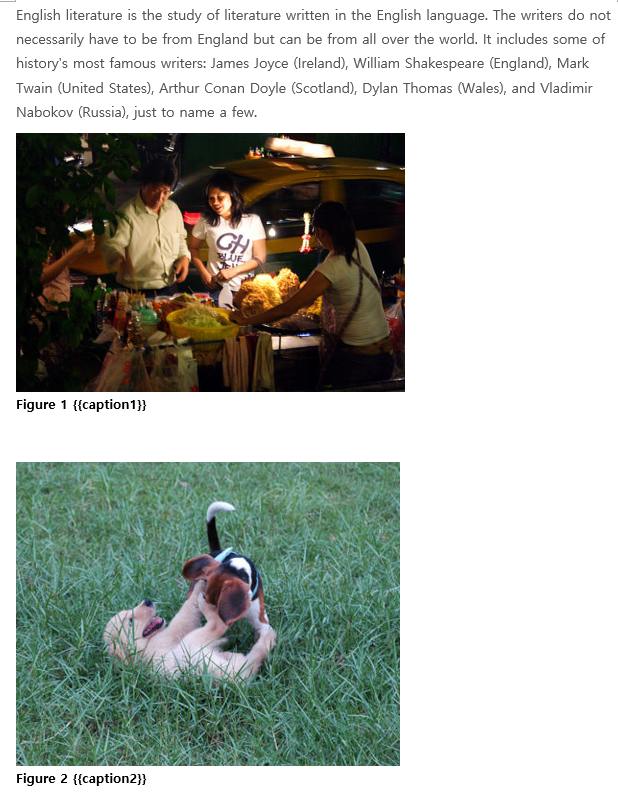 English literature is the study of literature written in the English language. The writers do not
necessarily have to be from England but can be from all over the world. It includes some of
history's most famous writers: James Joyce (Ireland), William Shakespeare (England), Mark
Twain (United States), Arthur Conan Doyle (Scotland), Dylan Thomas (Wales), and Vladimir
Nabokov (Russia), just to name a few.
GH
BLUE
Figure 1 {{caption1}}
Figure 2 {{caption2}}